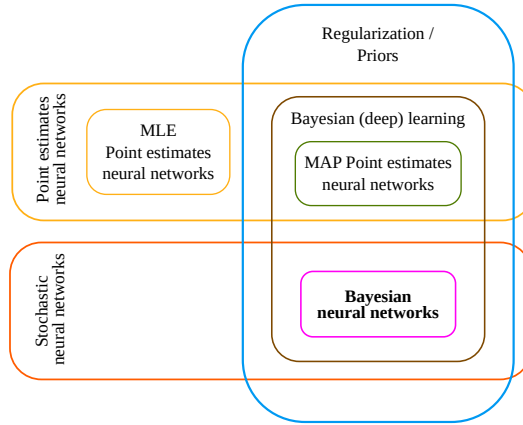 Regularization /
Priors
Point estimates
neural networks
MLE
Point estimates
neural networks
Bayesian (deep) learning
MAP Point estimates
neural networks
Stochastic
neural networks
Bayesian
neural networks